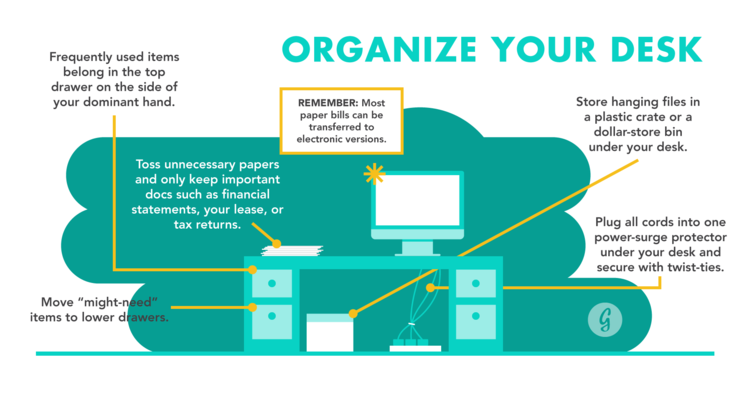 ORGANIZE YOUR DESK
Frequently used items
belong in the top
drawer on the side of
your dominant hand.
REMEMBER: Most
paper bills can be
transferred to
electronic versions.
Store hanging files in
a plastic crate or a
dollar-store bin
under your desk.
Toss unnecessary papers
and only keep important
docs such as financial
statements, your lease, or
tax returns.
Plug all cords into one
power-surge protector
under your desk and
secure with twist-ties.
Move “might-need”
items to lower drawers.
G